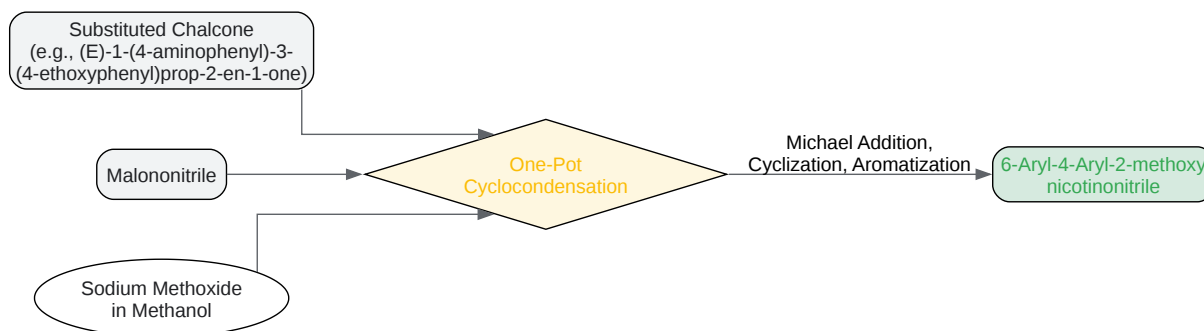 Substituted Chalcone
(e.g., (E)-1-(4-aminophenyl)-3-
(4-ethoxyphenyl)prop-2-en-1-one)
Malononitrile
Sodium Methoxide
in Methanol
One-Pot
Cyclocondensation
Michael Addition,
Cyclization, Aromatization
6-Aryl-4-Aryl-2-methoxy
nicotinonitrile